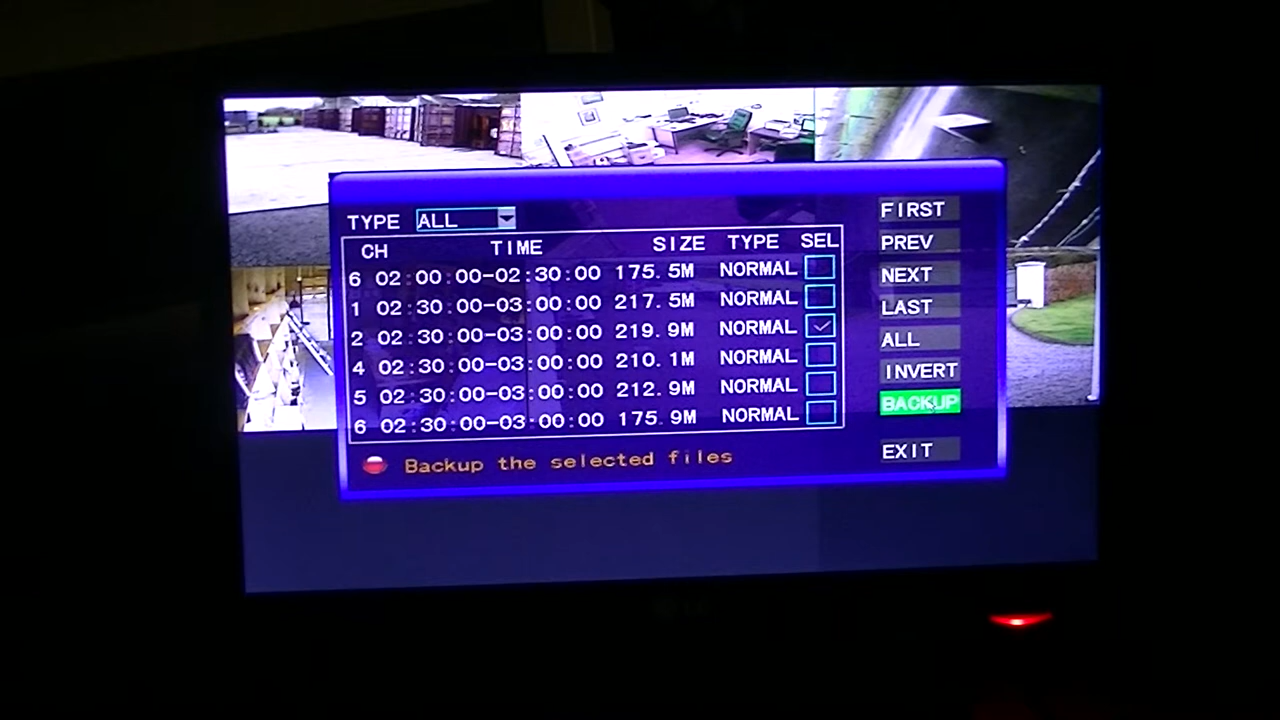 TYPE ALL
CH TIME SIZE TYPE SEL
6 02:00:00-02:30:00 175.5M NORMAL
1 02:30:00-03:00:00 217.5M NORMAL
2 02:30:00-03:00:00 219.9M NORMAL
4 02:30:00-03:00:00 210.1M NORMAL
5 02:30:00-03:00:00 212.9M NORMAL
6 02:30:00-03:00:00 175.9M NORMAL
Backup the selected files
FIRST
PREV
NEXT
LAST
ALL
INVERT
BACKUP
EXIT